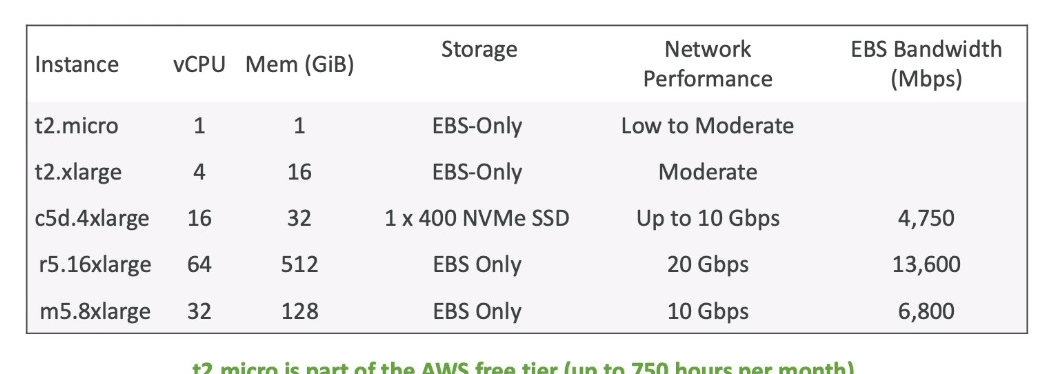 Instance vCPU Mem (GiB) Storage Network Performance EBS Bandwidth (Mbps)
t2.micro 1 1 EBS-Only Low to Moderate
t2.xlarge 4 16 EBS-Only Moderate
c5d.4xlarge 16 32 1 x 400 NVMe SSD Up to 10 Gbps 4,750
r5.16xlarge 64 512 EBS Only 20 Gbps 13,600
m5.8xlarge 32 128 EBS Only 10 Gbps 6,800
t2.micro is part of the AWS free tier (up to 750 hours per month)